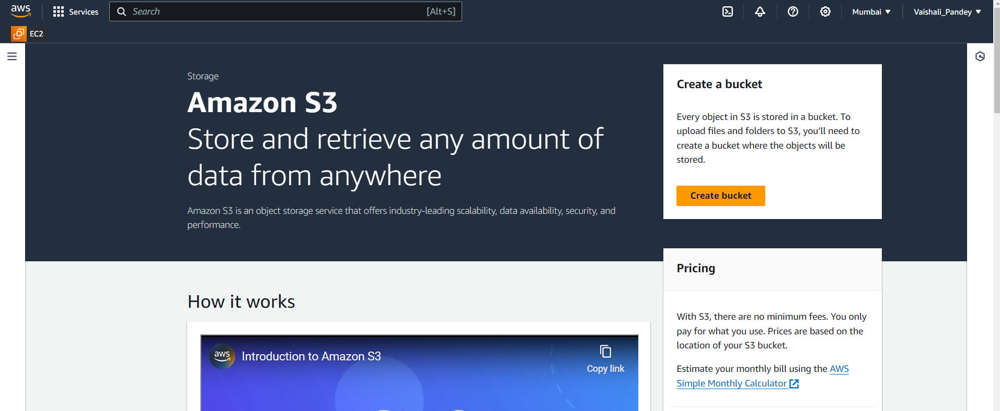 aws
Services
Search
[Alt+S]
Mumbai
Vaishali_Pandey
EC2
Storage
Amazon S3
Store and retrieve any amount of
data from anywhere
Amazon S3 is an object storage service that offers industry-leading scalability, data availability, security, and
performance.
Create a bucket
Every object in S3 is stored in a bucket. To
upload files and folders to S3, you’ll need to
create a bucket where the objects will be
stored.
Create bucket
How it works
aws
Introduction to Amazon S3
Copy link
Pricing
With S3, there are no minimum fees. You only
pay for what you use. Prices are based on the
location of your S3 bucket.
Estimate your monthly bill using the AWS
Simple Monthly Calculator